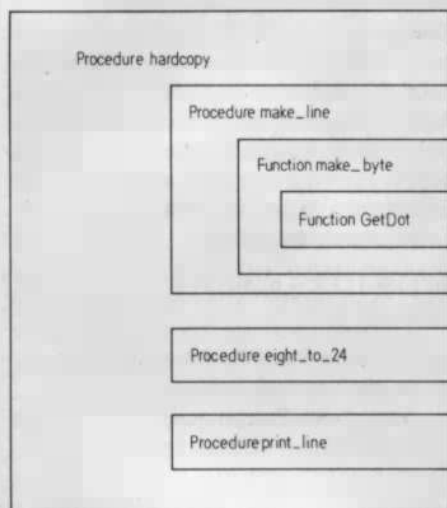 Procedure hardcopy
Procedure make_line
Function make_byte
Function GetDot
Procedure eight_to_24
Procedure print_line